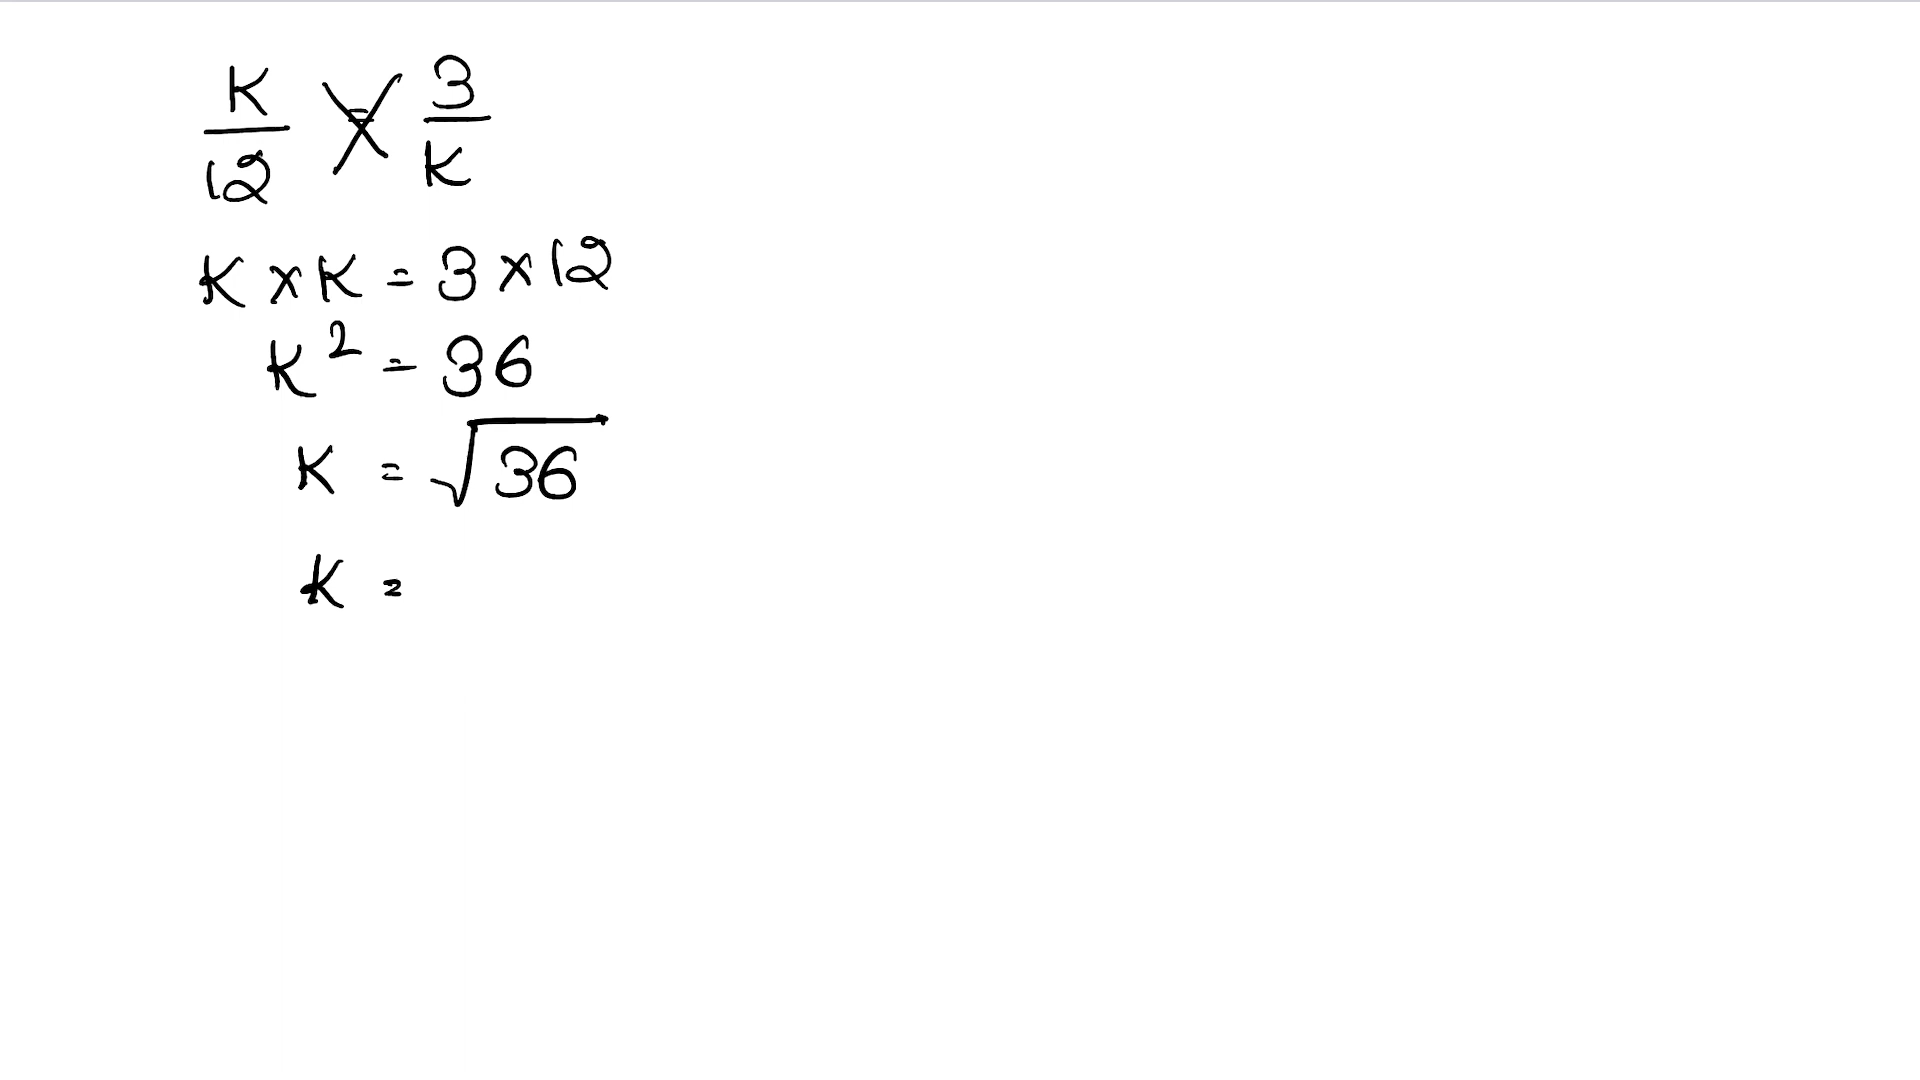 K/12 = 3/K
K × K = 3 × 12
K² = 36
K = √36
K =